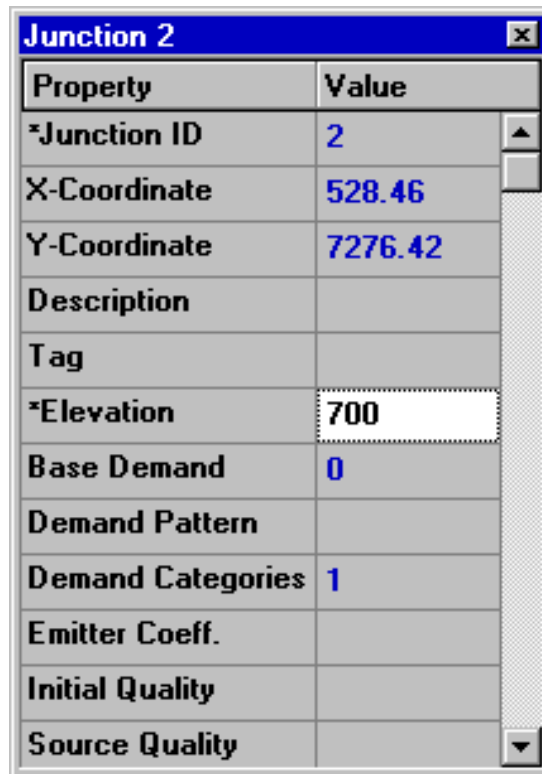 Junction 2
Property Value
*Junction ID 2
X-Coordinate 528.46
Y-Coordinate 7276.42
Description
Tag
*Elevation 700
Base Demand 0
Demand Pattern
Demand Categories 1
Emitter Coeff.
Initial Quality
Source Quality